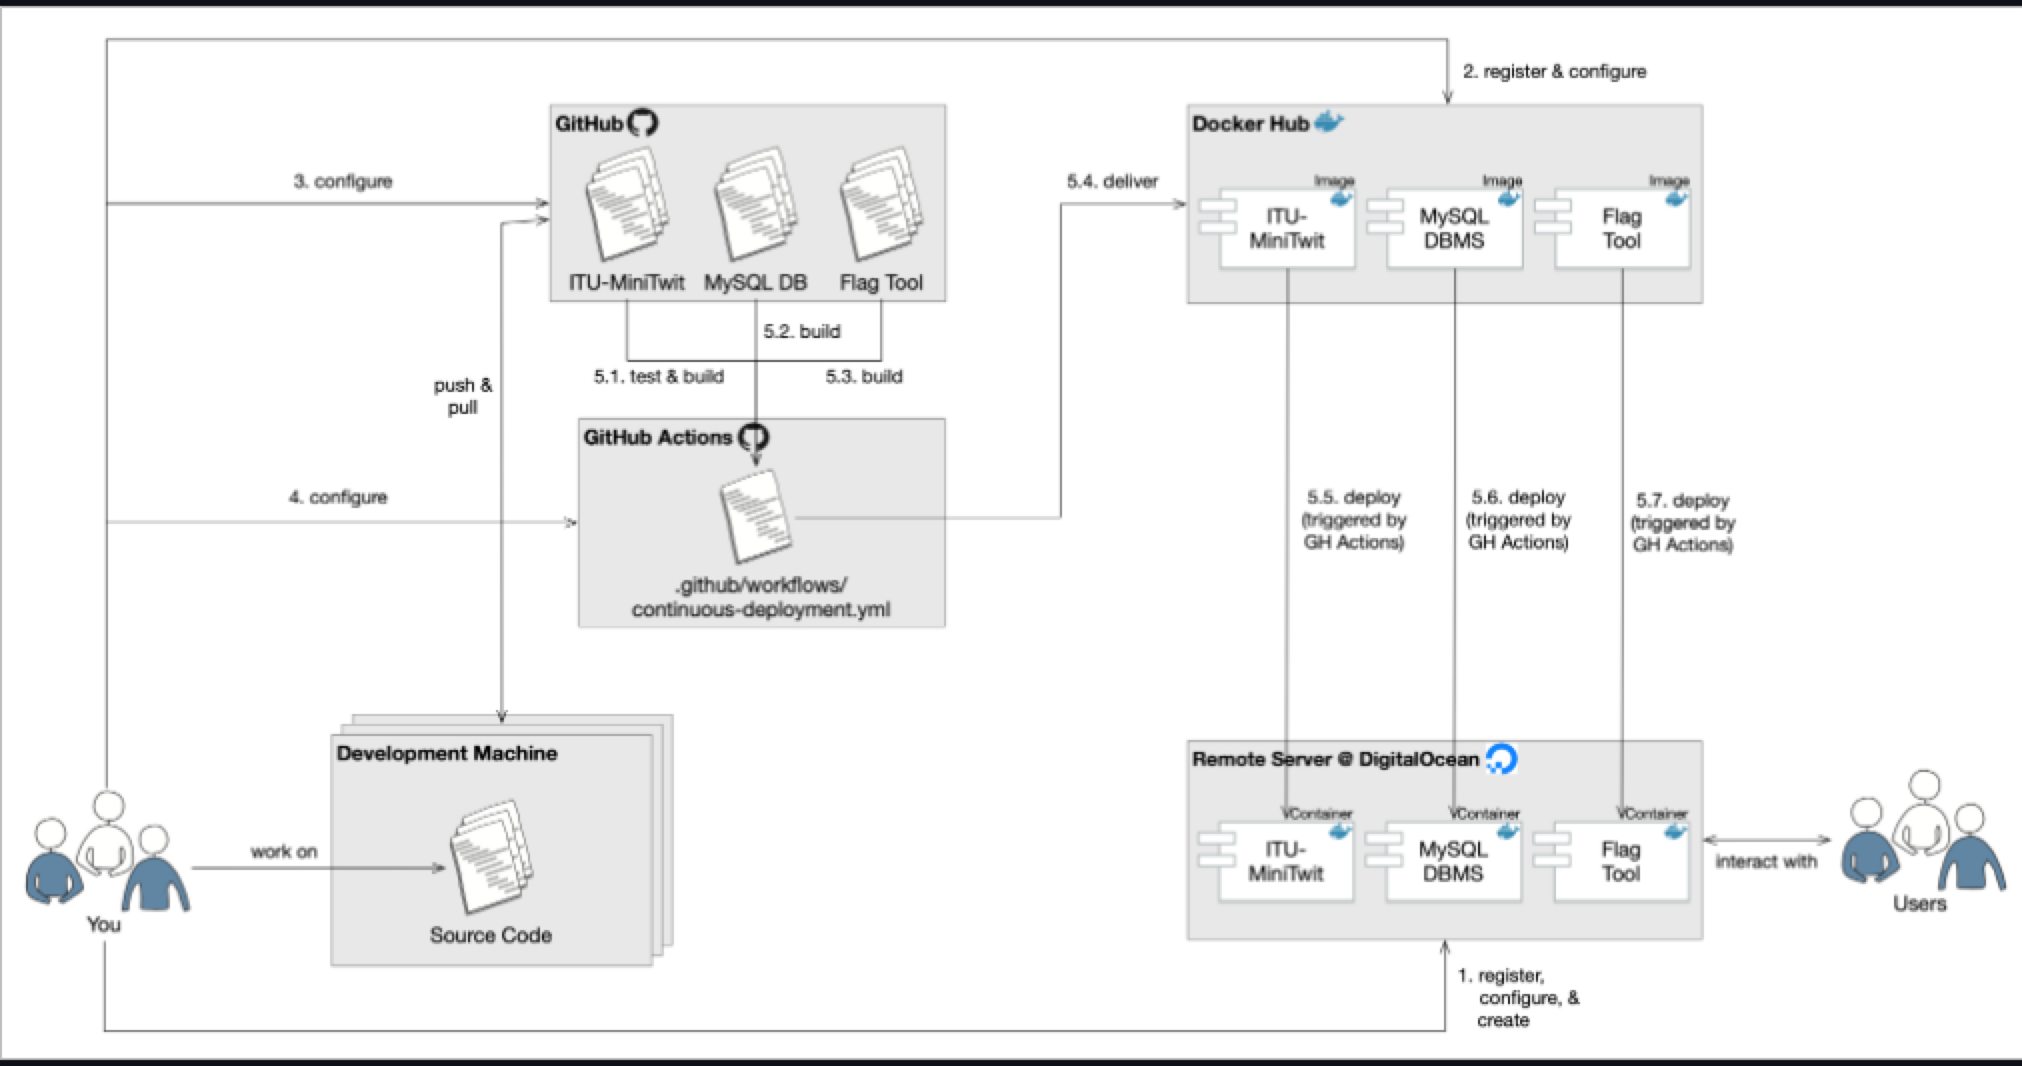 2. register & configure
GitHub
ITU-MiniTwit
MySQL DB
Flag Tool
3. configure
5.4. deliver
Docker Hub
Image
ITU-
MiniTwit
Image
MySQL
DBMS
Image
Flag
Tool
5.2. build
5.1. test & build
5.3. build
push &
pull
GitHub Actions
.github/workflows/
continuous-deployment.yml
4. configure
5.5. deploy
(triggered by
GH Actions)
5.6. deploy
(triggered by
GH Actions)
5.7. deploy
(triggered by
GH Actions)
Development Machine
Source Code
work on
You
Remote Server @ DigitalOcean
Container
ITU-
MiniTwit
Container
MySQL
DBMS
Container
Flag
Tool
interact with
Users
1. register,
configure, &
create